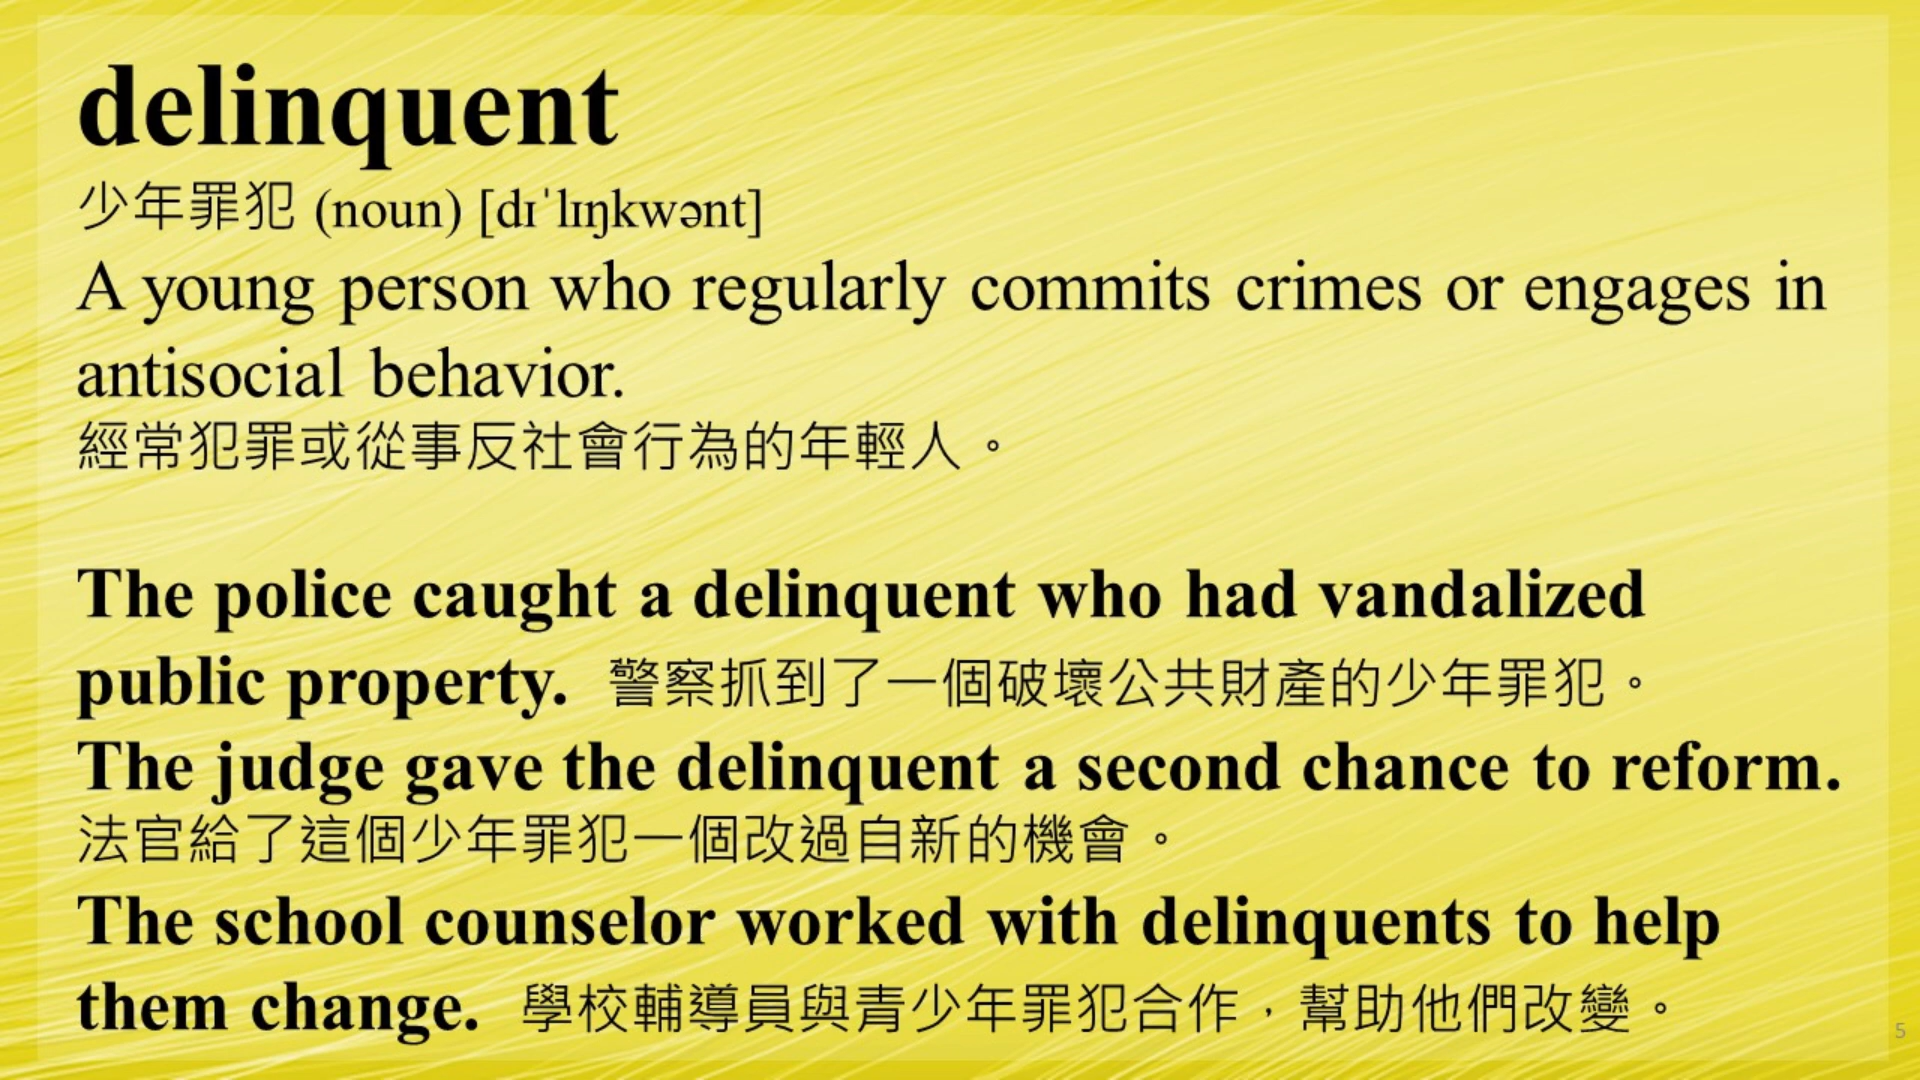 delinquent
少年罪犯 (noun) [dɪˈlɪŋkwənt]
A young person who regularly commits crimes or engages in
antisocial behavior.
經常犯罪或從事反社會行為的年輕人。
The police caught a delinquent who had vandalized
public property. 警察抓到了一個破壞公共財產的少年罪犯。
The judge gave the delinquent a second chance to reform.
法官給了這個少年罪犯一個改過自新的機會。
The school counselor worked with delinquents to help
them change. 學校輔導員與青少年罪犯合作，幫助他們改變。
5